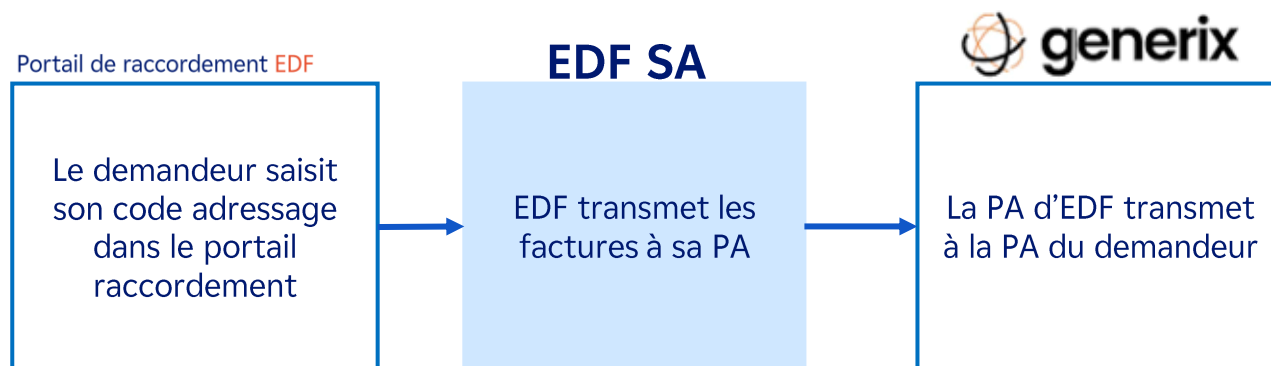 Portail de raccordement EDF
EDF SA
generix
Le demandeur saisit
son code adressage
dans le portail
raccordement
EDF transmet les
factures à sa PA
La PA d’EDF transmet
à la PA du demandeur